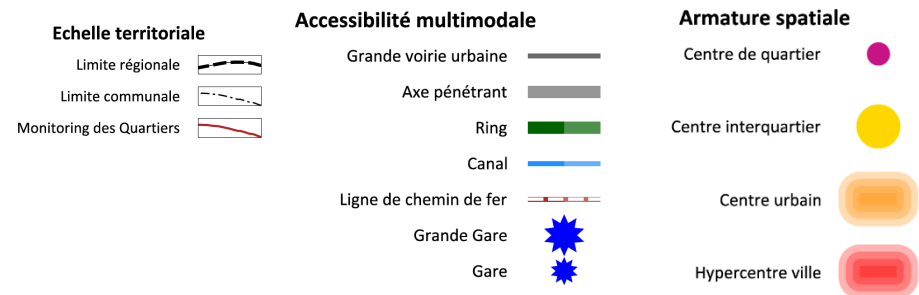 Echelle territoriale
Limite régionale
Limite communale
Monitoring des Quartiers
Accessibilité multimodale
Grande voirie urbaine
Axe pénétrant
Ring
Canal
Ligne de chemin de fer
Grande Gare
Gare
Armature spatiale
Centre de quartier
Centre interquartier
Centre urbain
Hypercentre ville